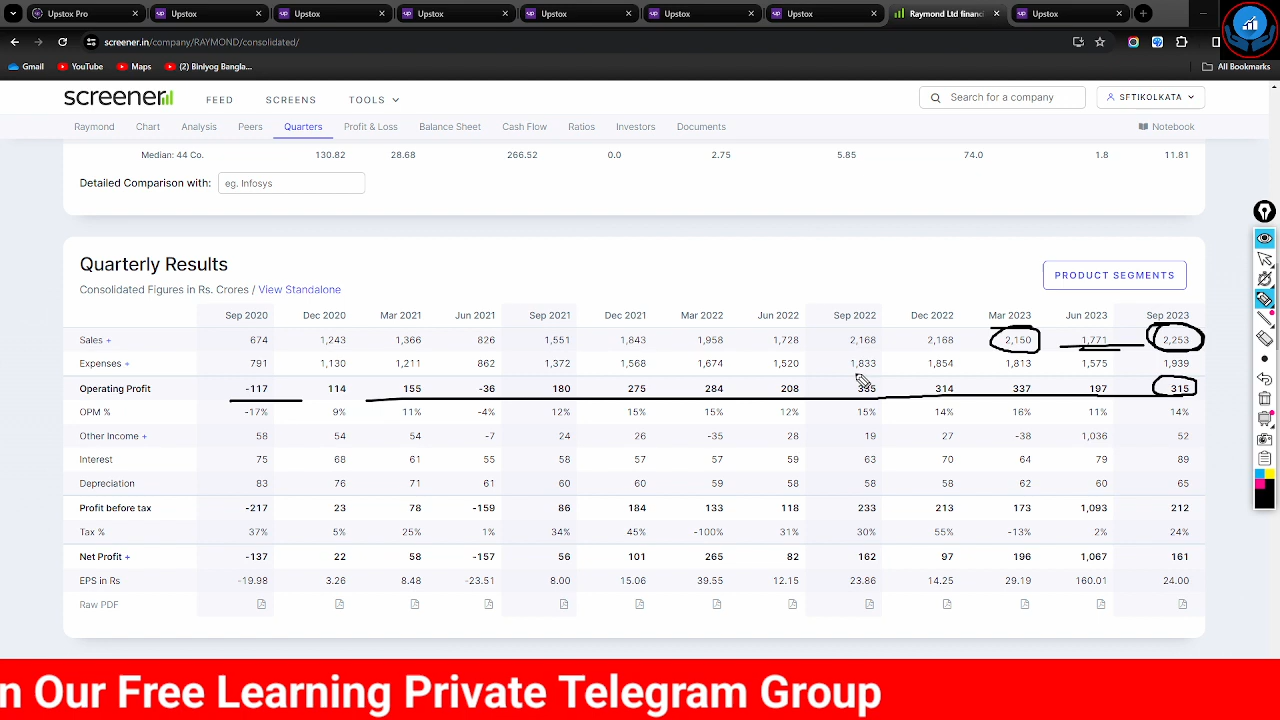 Upstox Pro Upstox Upstox Upstox Upstox Upstox Upstox Raymond Ltd financi Upstox
screener.in/company/RAYMOND/consolidated/
Gmail YouTube Maps (2) Biniyog Bangla... All Bookmarks
screener FEED SCREENS TOOLS Search for a company SFTIKOLKATA
Raymond Chart Analysis Peers Quarters Profit & Loss Balance Sheet Cash Flow Ratios Investors Documents Notebook
Median: 44 Co. 130.82 28.68 266.52 0.0 2.75 5.85 74.0 1.8 11.81
Detailed Comparison with: eg. Infosys
Quarterly Results
PRODUCT SEGMENTS
Consolidated Figures in Rs. Crores / View Standalone
Sep 2020 Dec 2020 Mar 2021 Jun 2021 Sep 2021 Dec 2021 Mar 2022 Jun 2022 Sep 2022 Dec 2022 Mar 2023 Jun 2023 Sep 2023
Sales + 674 1,243 1,366 826 1,551 1,843 1,958 1,728 2,168 2,168 2,150 1,771 2,253
Expenses + 791 1,130 1,211 862 1,372 1,568 1,674 1,520 1,833 1,854 1,813 1,575 1,939
Operating Profit -117 114 155 -36 180 275 284 208 335 314 337 197 315
OPM % -17% 9% 11% -4% 12% 15% 15% 12% 15% 14% 16% 11% 14%
Other Income + 58 54 54 -7 24 26 -35 28 19 27 -38 1,036 52
Interest 75 68 61 55 58 57 57 59 63 70 64 79 89
Depreciation 83 76 71 61 60 60 59 58 58 58 62 60 65
Profit before tax -217 23 78 -159 86 184 133 118 233 213 173 1,093 212
Tax % 37% 5% 25% 1% 34% 45% -100% 31% 30% 55% -13% 2% 24%
Net Profit + -137 22 58 -157 56 101 265 82 162 97 196 1,067 161
EPS in Rs -19.98 3.26 8.48 -23.51 8.00 15.06 39.55 12.15 23.86 14.25 29.19 160.01 24.00
Raw PDF
n Our Free Learning Private Telegram Group